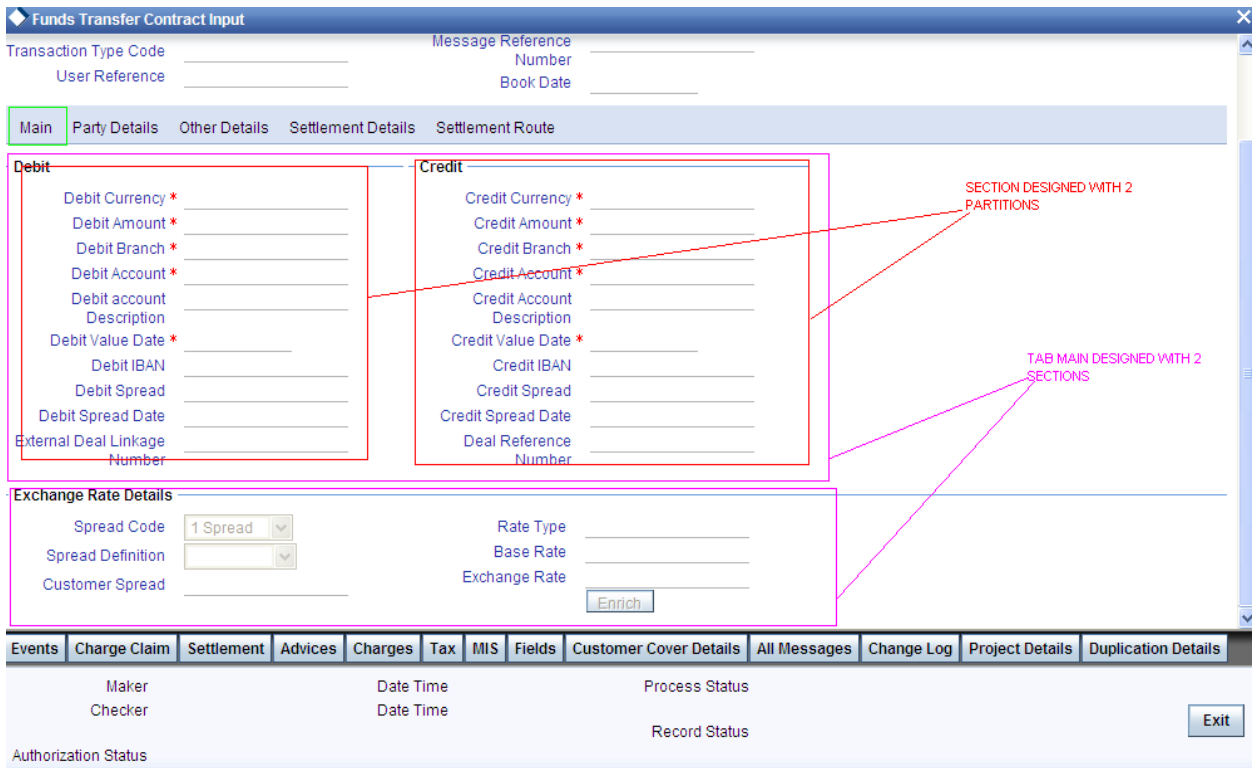 Funds Transfer Contract Input
Transaction Type Code
User Reference
Message Reference
Number
Book Date
Main Party Details Other Details Settlement Details Settlement Route
Debit
Debit Currency *
Debit Amount *
Debit Branch *
Debit Account *
Debit account
Description
Debit Value Date *
Debit IBAN
Debit Spread
Debit Spread Date
External Deal Linkage
Number
Credit
Credit Currency *
Credit Amount *
Credit Branch *
Credit Account *
Credit Account
Description
Credit Value Date *
Credit IBAN
Credit Spread
Credit Spread Date
Deal Reference
Number
SECTION DESIGNED WITH 2
PARTITIONS
TAB MAIN DESIGNED WITH 2
SECTIONS
Exchange Rate Details
Spread Code 1 Spread
Spread Definition
Customer Spread
Rate Type
Base Rate
Exchange Rate
Enrich
Events Charge Claim Settlement Advices Charges Tax MIS Fields Customer Cover Details All Messages Change Log Project Details Duplication Details
Maker Date Time Process Status
Checker Date Time
Record Status
Exit
Authorization Status